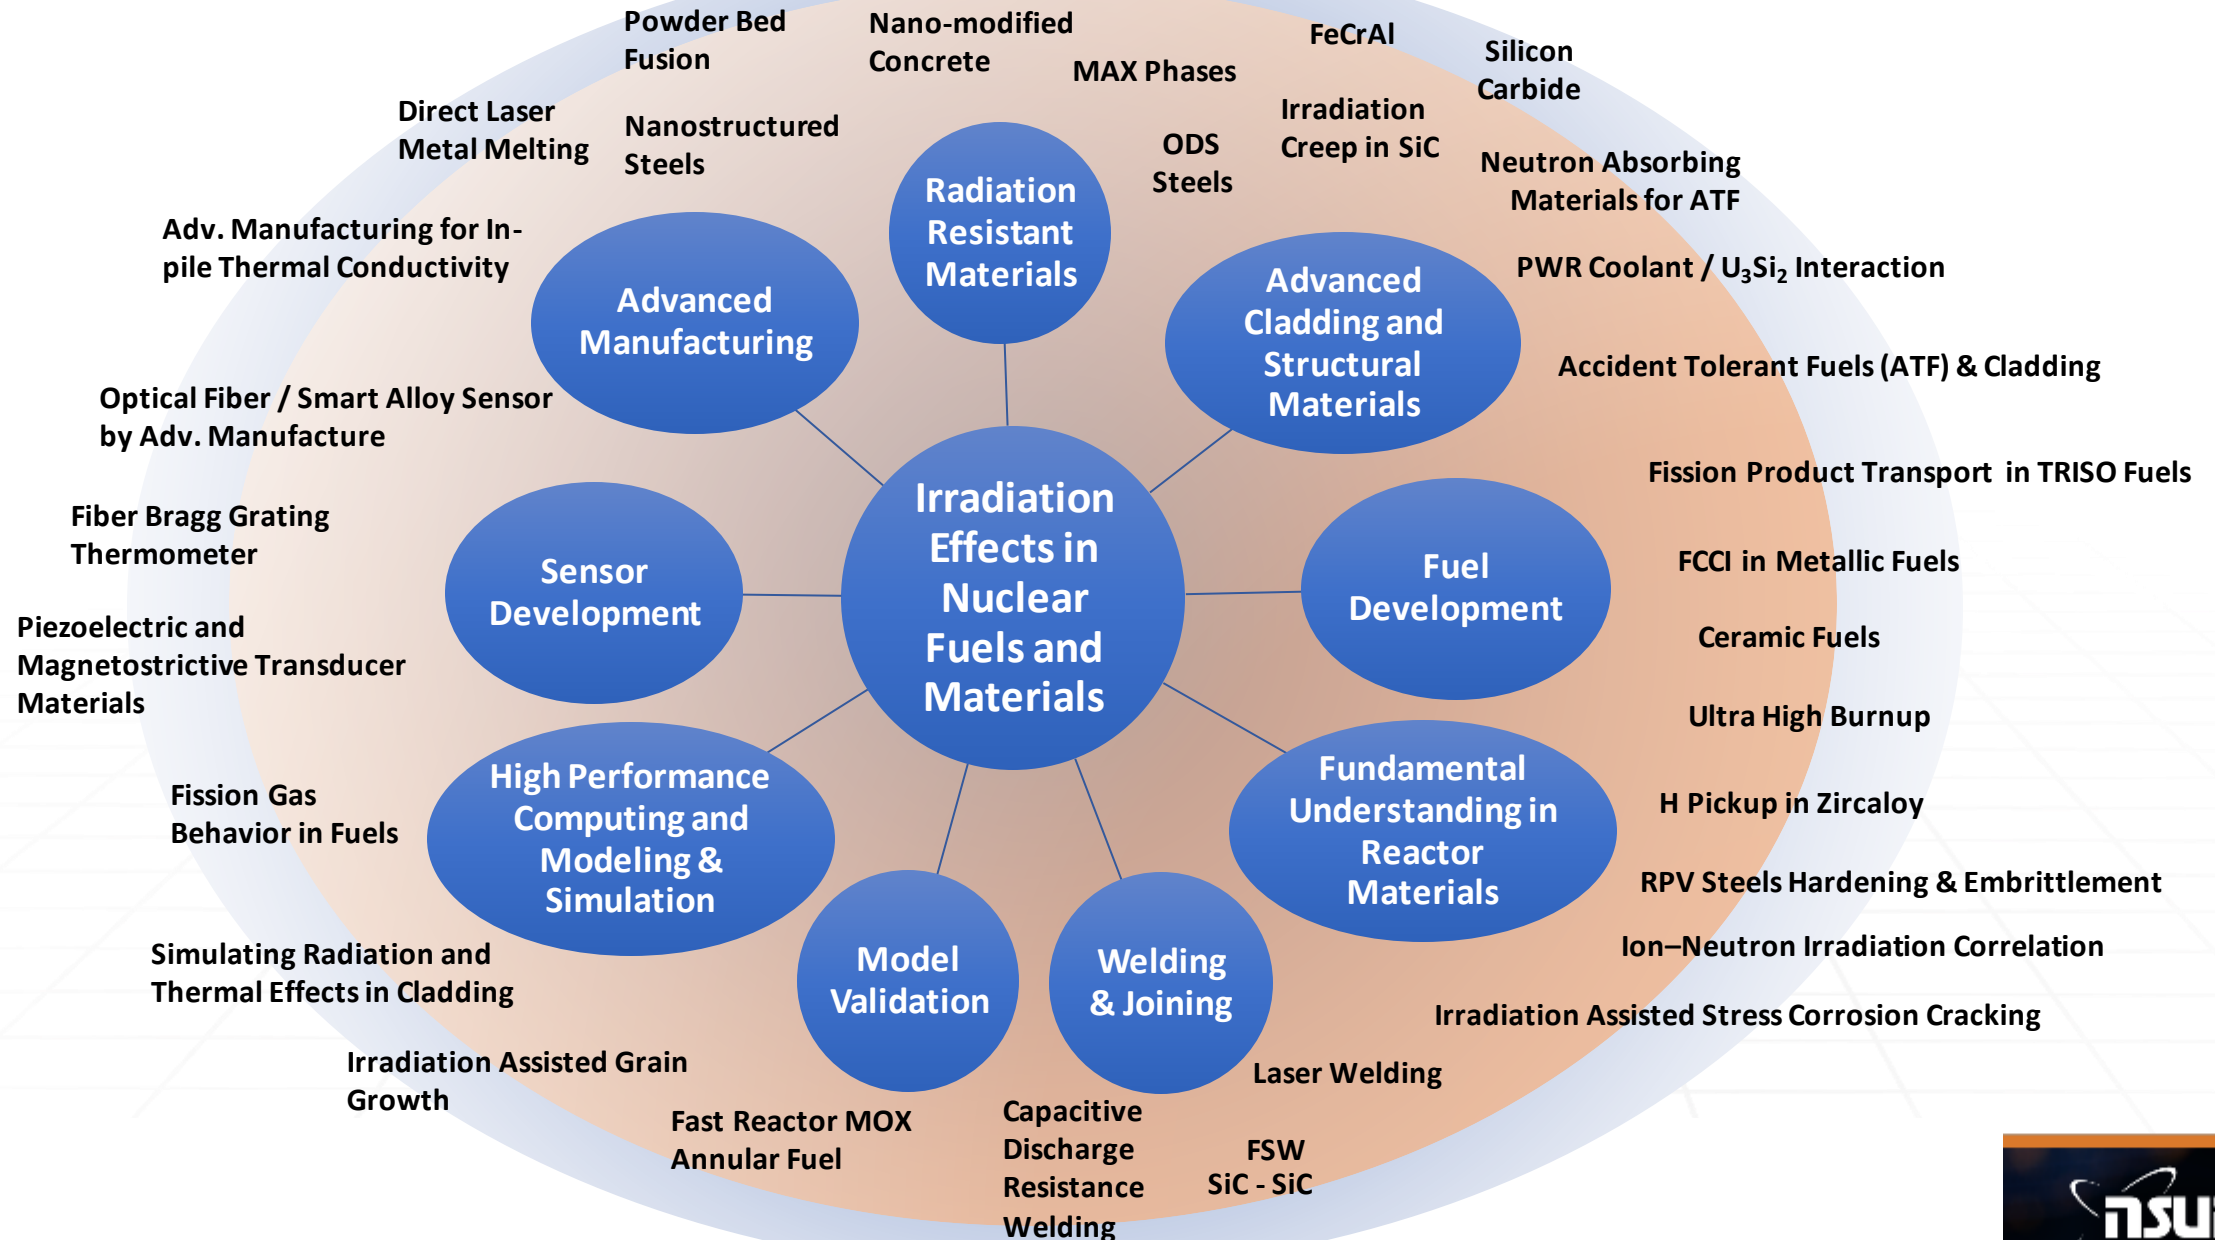 Powder Bed
Fusion
Nano-modified
Concrete
MAX Phases
FeCrAl
Silicon
Carbide
Direct Laser
Metal Melting
Nanostructured
Steels
ODS
Steels
Irradiation
Creep in SiC
Neutron Absorbing
Materials for ATF
Adv. Manufacturing for In-
pile Thermal Conductivity
Advanced
Manufacturing
Radiation
Resistant
Materials
Advanced
Cladding and
Structural
Materials
PWR Coolant / U₃Si₂ Interaction
Accident Tolerant Fuels (ATF) & Cladding
Optical Fiber / Smart Alloy Sensor
by Adv. Manufacture
Fission Product Transport in TRISO Fuels
Fiber Bragg Grating
Thermometer
Sensor
Development
Irradiation
Effects in
Nuclear
Fuels and
Materials
Fuel
Development
FCCI in Metallic Fuels
Ceramic Fuels
Ultra High Burnup
Piezoelectric and
Magnetostrictive Transducer
Materials
High Performance
Computing and
Modeling &
Simulation
Fundamental
Understanding in
Reactor
Materials
H Pickup in Zircaloy
Fission Gas
Behavior in Fuels
RPV Steels Hardening & Embrittlement
Ion–Neutron Irradiation Correlation
Simulating Radiation and
Thermal Effects in Cladding
Model
Validation
Welding
& Joining
Irradiation Assisted Stress Corrosion Cracking
Irradiation Assisted Grain
Growth
Laser Welding
Fast Reactor MOX
Annular Fuel
Capacitive
Discharge
Resistance
Welding
FSW
SiC - SiC